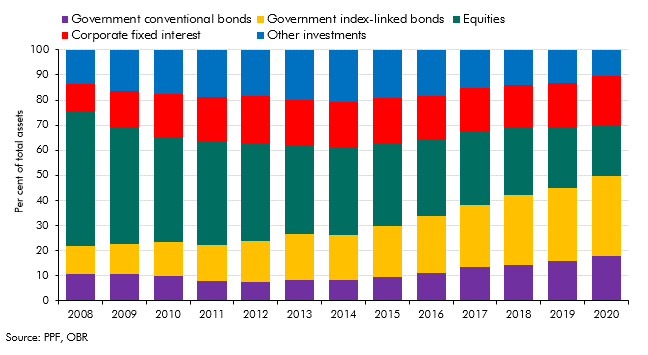 Government conventional bonds Government index-linked bonds Equities
Corporate fixed interest Other investments
Per cent of total assets
100
90
80
70
60
50
40
30
20
10
0
2008 2009 2010 2011 2012 2013 2014 2015 2016 2017 2018 2019 2020
Source: PPF, OBR